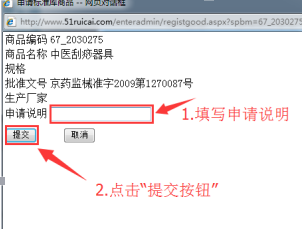 申请标准库商品 -- 网页对话框
http://www.51ruicai.com/enteradmin/registgood.aspx?spbm=67_2030275
商品编码 67_2030275
商品名称 中医刮痧器具
规格
批准文号 京药监械准字2009第1270087号
生产厂家
申请说明
1.填写申请说明
提交 取消
2.点击“提交按钮”